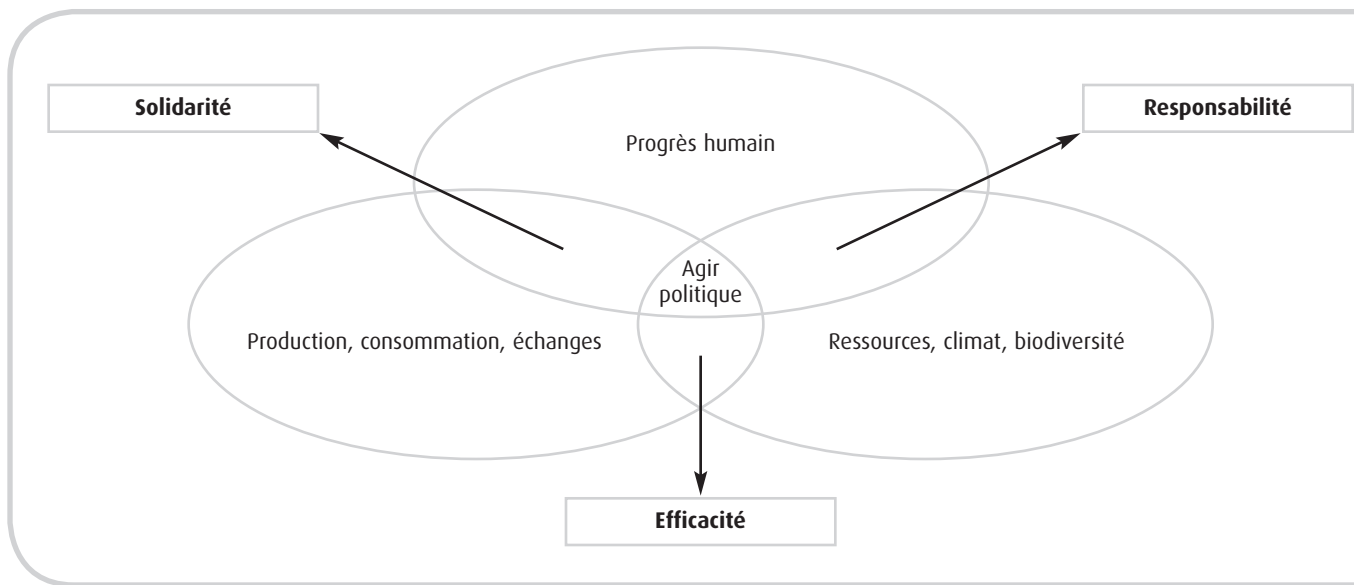 Solidarité
Responsabilité
Progrès humain
Agir
politique
Production, consommation, échanges
Ressources, climat, biodiversité
Efficacité